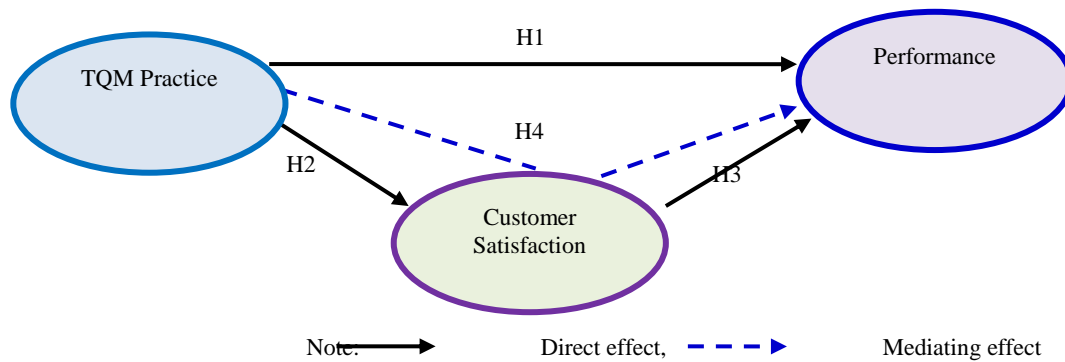 H1
TQM Practice
Performance
H4
H2
H3
Customer
Satisfaction
Note: Direct effect, Mediating effect